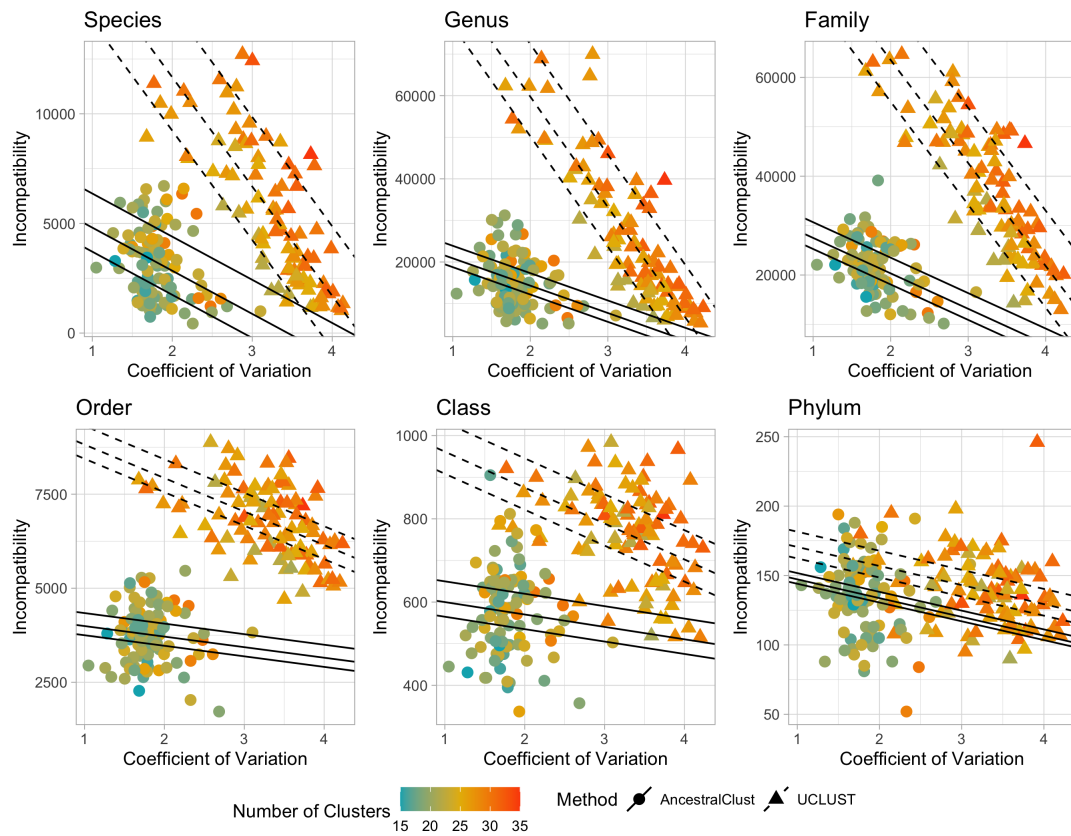 Species
Genus
Family
Incompatibility
0
5000
10000
1
2
3
4
Coefficient of Variation
Incompatibility
20000
40000
60000
1
2
3
4
Coefficient of Variation
Incompatibility
20000
40000
60000
1
2
3
4
Coefficient of Variation
Order
Class
Phylum
Incompatibility
2500
5000
7500
1
2
3
4
Coefficient of Variation
Incompatibility
400
600
800
1000
1
2
3
4
Coefficient of Variation
Incompatibility
50
100
150
200
250
1
2
3
4
Coefficient of Variation
Number of Clusters
15 20 25 30 35
Method
AncestralClust
UCLUST